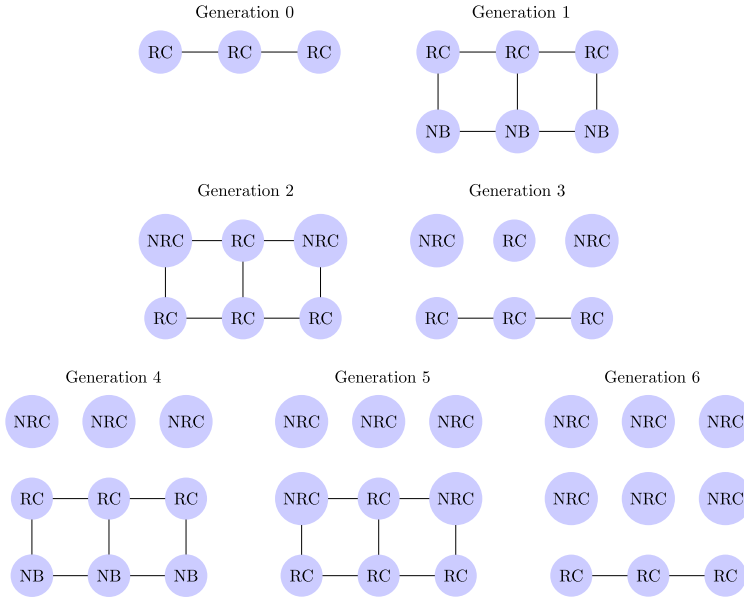 Generation 0 Generation 1
RC RC RC RC RC RC
NB NB NB
Generation 2 Generation 3
NRC RC NRC NRC RC NRC
RC RC RC RC RC RC
Generation 4 Generation 5 Generation 6
NRC NRC NRC NRC NRC NRC NRC NRC NRC
RC RC RC NRC RC NRC NRC NRC NRC
NB NB NB RC RC RC RC RC RC